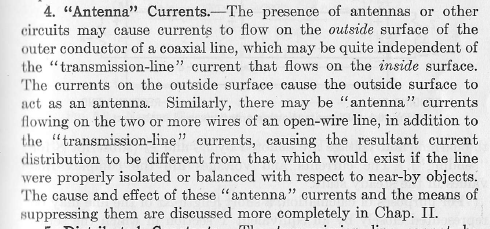 4. “Antenna” Currents.—The presence of antennas or other
circuits may cause currents to flow on the outside surface of the
outer conductor of a coaxial line, which may be quite independent of
the “transmission-line” current that flows on the inside surface.
The currents on the outside surface cause the outside surface to
act as an antenna. Similarly, there may be “antenna” currents
flowing on the two or more wires of an open-wire line, in addition to
the “transmission-line” currents, causing the resultant current
distribution to be different from that which would exist if the line
were properly isolated or balanced with respect to near-by objects.
The cause and effect of these “antenna” currents and the means of
suppressing them are discussed more completely in Chap. II.